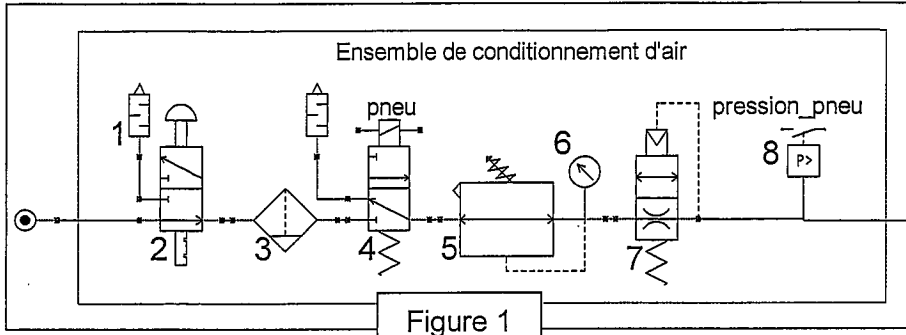 Ensemble de conditionnement d'air
pneu
pression_pneu
1
6
8
P>
2
3
4
5
7
Figure 1